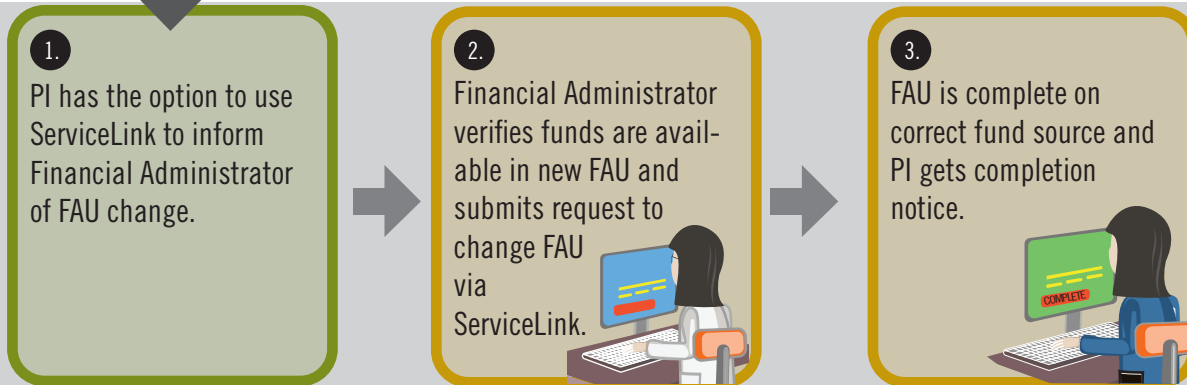 1.
PI has the option to use
ServiceLink to inform
Financial Administrator
of FAU change.
2.
Financial Administrator
verifies funds are avail-
able in new FAU and
submits request to
change FAU
via
ServiceLink.
3.
FAU is complete on
correct fund source and
PI gets completion
notice.
COMPLETE